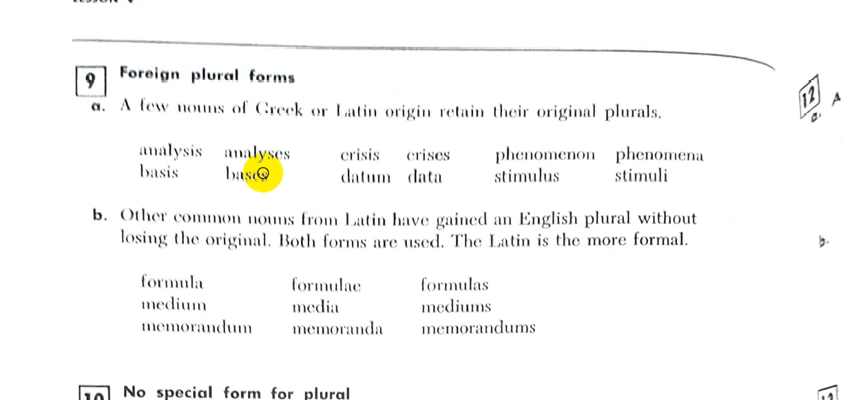 9 Foreign plural forms
a. A few nouns of Greek or Latin origin retain their original plurals.
analysis analyses crisis crises phenomenon phenomena
basis datum data stimulus stimuli
b. Other common nouns from Latin have gained an English plural without
losing the original. Both forms are used. The Latin is the more formal.
formula formulae formulas
medium media mediums
memorandum memoranda memorandums
10 No special form for plural
12 A
a.
b.